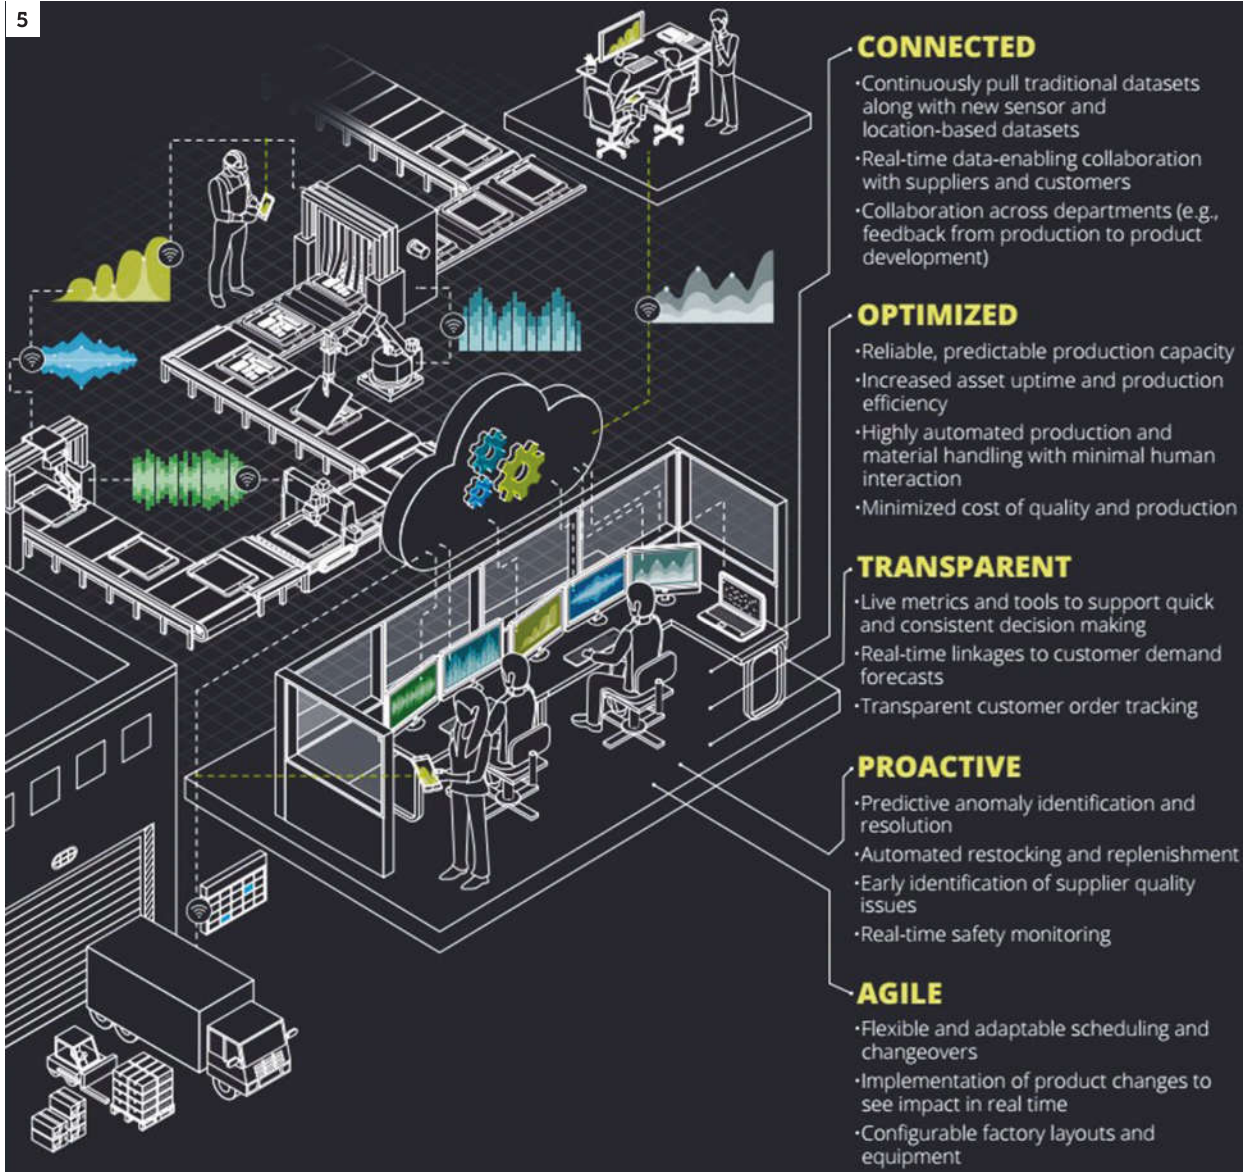 5
CONNECTED
·Continuously pull traditional datasets
along with new sensor and
location-based datasets
·Real-time data-enabling collaboration
with suppliers and customers
·Collaboration across departments (e.g.,
feedback from production to product
development)
OPTIMIZED
·Reliable, predictable production capacity
·Increased asset uptime and production
efficiency
·Highly automated production and
material handling with minimal human
interaction
·Minimized cost of quality and production
TRANSPARENT
·Live metrics and tools to support quick
and consistent decision making
·Real-time linkages to customer demand
forecasts
·Transparent customer order tracking
PROACTIVE
·Predictive anomaly identification and
resolution
·Automated restocking and replenishment
·Early identification of supplier quality
issues
·Real-time safety monitoring
AGILE
·Flexible and adaptable scheduling and
changeovers
·Implementation of product changes to
see impact in real time
·Configurable factory layouts and
equipment